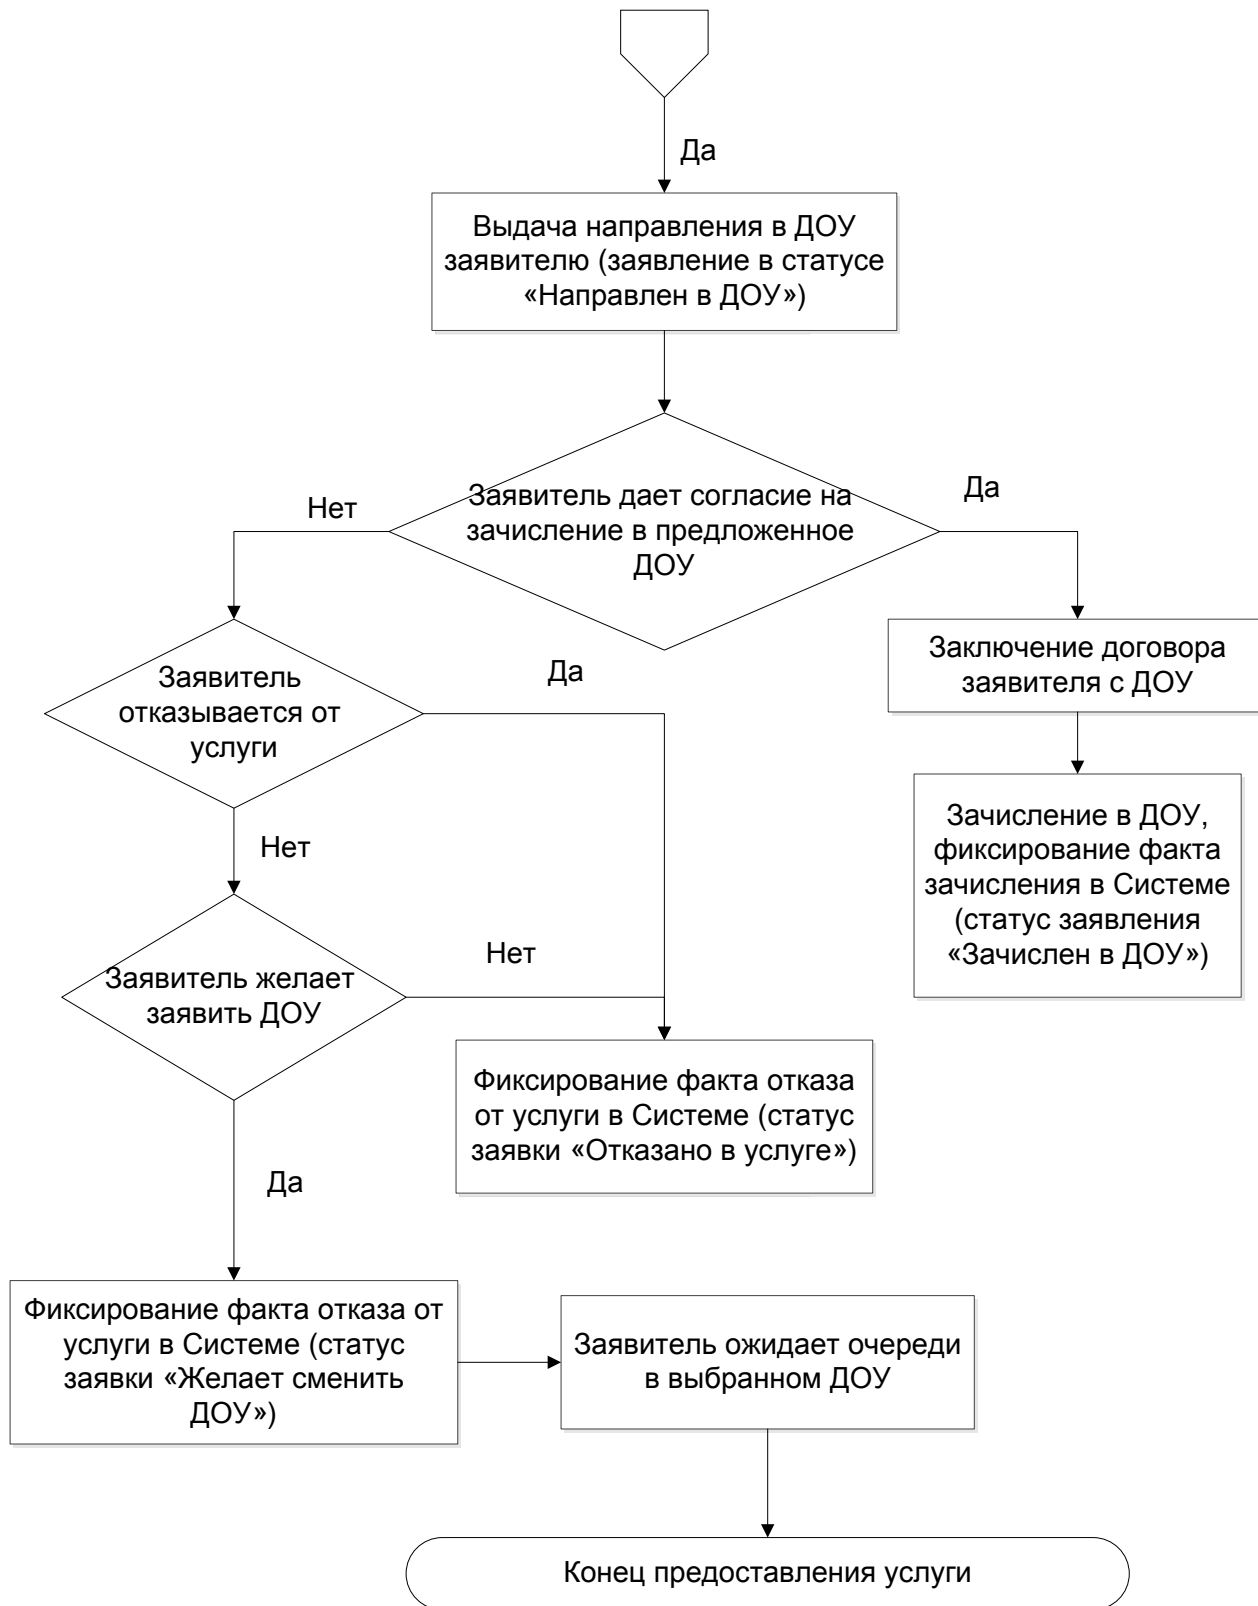 Да
Выдача направления в ДОУ
заявителю (заявление в статусе
«Направлен в ДОУ»)
Заявитель дает согласие на
зачисление в предложенное
ДОУ
Нет
Да
Заявитель
отказывается от
услуги
Да
Заключение договора
заявителя с ДОУ
Нет
Зачисление в ДОУ,
фиксирование факта
зачисления в Системе
(статус заявления
«Зачислен в ДОУ»)
Заявитель желает
заявить ДОУ
Нет
Фиксирование факта отказа
от услуги в Системе (статус
заявки «Отказано в услуге»)
Да
Фиксирование факта отказа от
услуги в Системе (статус
заявки «Желает сменить
ДОУ»)
Заявитель ожидает очереди
в выбранном ДОУ
Конец предоставления услуги